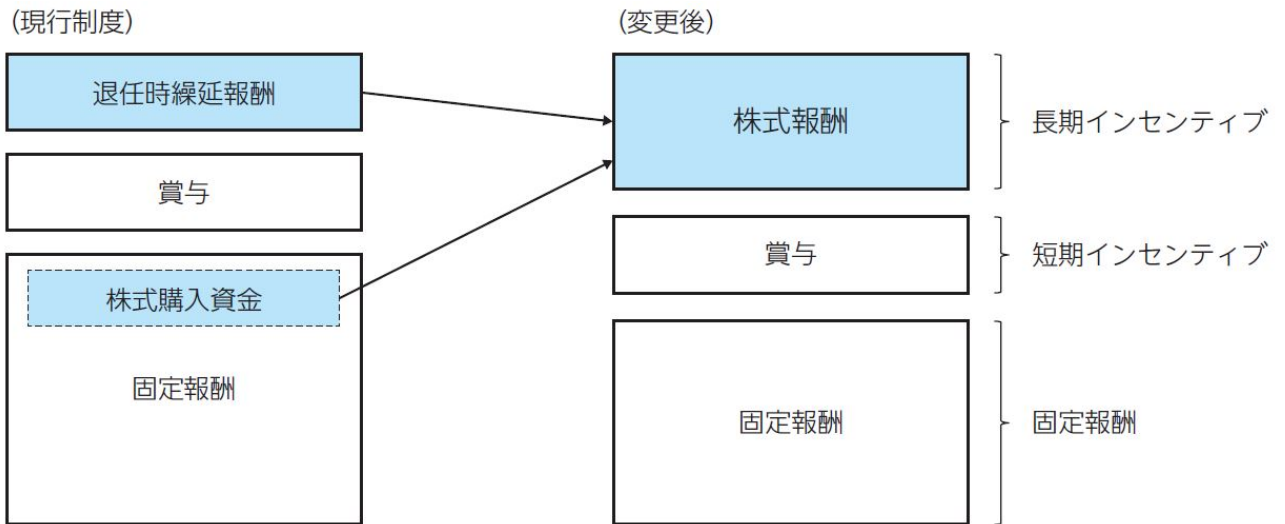 (現行制度)
退任時繰延報酬
賞与
株式購入資金
固定報酬
(変更後)
株式報酬
長期インセンティブ
賞与
短期インセンティブ
固定報酬
固定報酬